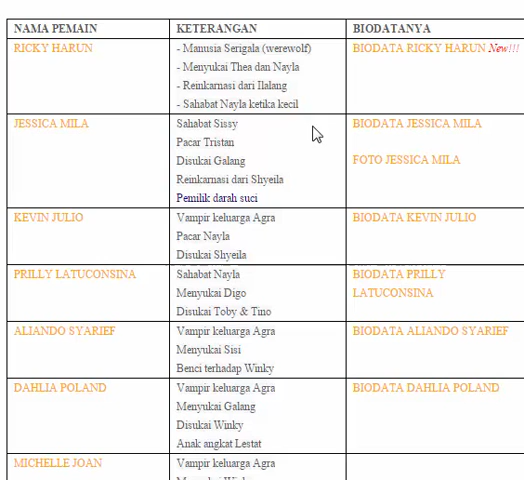 NAMA PEMAIN KETERANGAN BIODATANYA
RICKY HARUN - Manusia Serigala (werewolf) BIODATA RICKY HARUN New!!!
- Menyukai Thea dan Nayla
- Reinkarnasi dari Ilalang
- Sahabat Nayla ketika kecil
JESSICA MILA Sahabat Sissy BIODATA JESSICA MILA
Pacar Tristan
Disukai Galang FOTO JESSICA MILA
Reinkarnasi dari Shyeila
Pemilik darah suci
KEVIN JULIO Vampir keluarga Agra BIODATA KEVIN JULIO
Pacar Nayla
Disukai Shyeila
PRILLY LATUCONSINA Sahabat Nayla BIODATA PRILLY
Menyukai Digo LATUCONSINA
Disukai Toby & Tino
ALIANDO SYARIEF Vampir keluarga Agra BIODATA ALIANDO SYARIEF
Menyukai Sisi
Benci terhadap Winky
DAHLIA POLAND Vampir keluarga Agra BIODATA DAHLIA POLAND
Menyukai Galang
Disukai Winky
Anak angkat Lestat
MICHELLE JOAN Vampir keluarga Agra